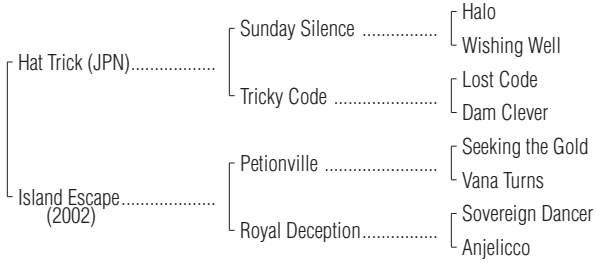 Halo
Sunday Silence ................
Wishing Well
Hat Trick (JPN)..................
Lost Code
Tricky Code ......................
Dam Clever
Seeking the Gold
Petionville ........................
Vana Turns
Island Escape....................
(2002)
Sovereign Dancer
Royal Deception................
Anjelicco